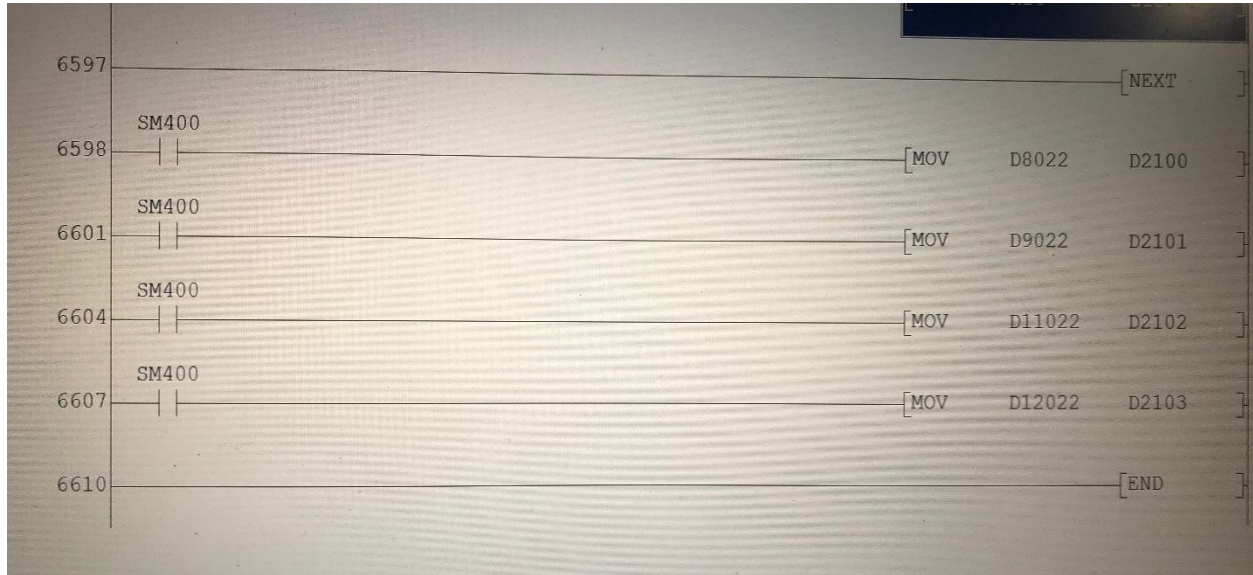 6597 [NEXT ]
SM400
6598 [MOV D8022 D2100 ]
SM400
6601 [MOV D9022 D2101 ]
SM400
6604 [MOV D11022 D2102 ]
SM400
6607 [MOV D12022 D2103 ]
6610 [END ]